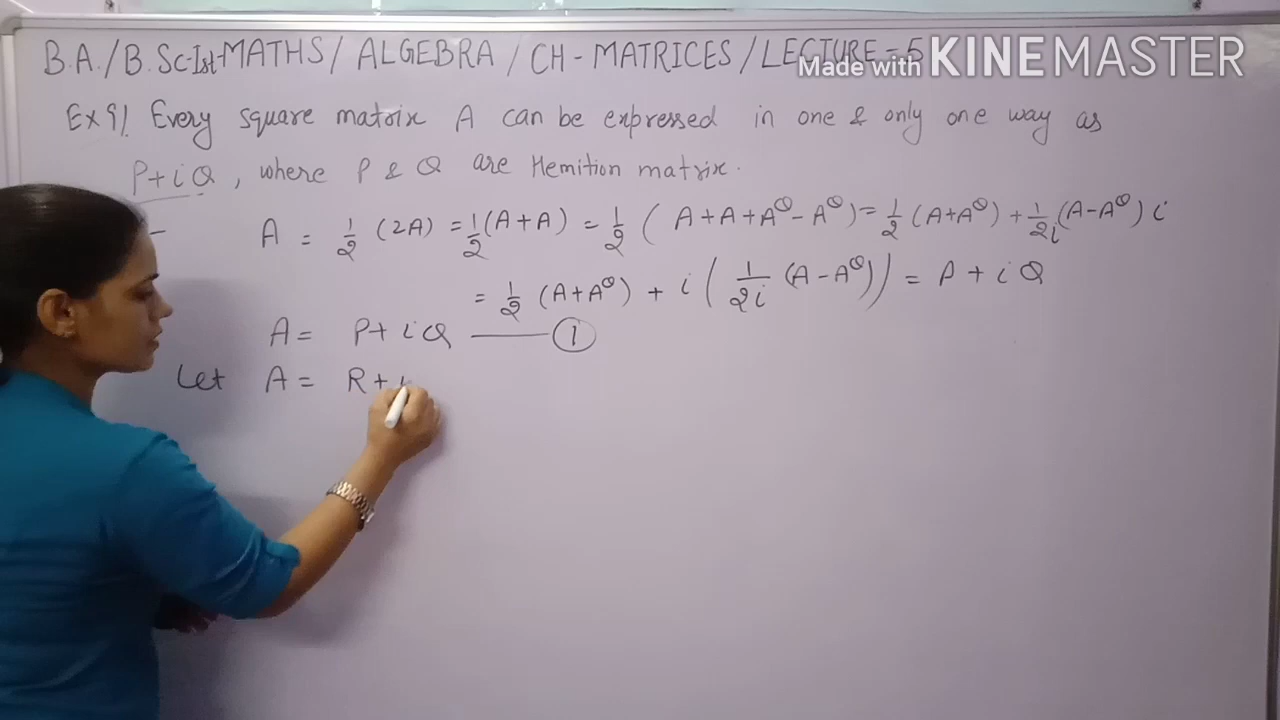 B.A./B.Sc-Ist-MATHS/ ALGEBRA / CH - MATRICES / LECTURE = 5
Made with KINEMASTER
Ex 9/. Every square matrix A can be expressed in one & only one way as
P+iQ, where P & Q are Hemition matrix.
A = 1/2 (2A) = 1/2 (A+A) = 1/2 ( A+A+A^Θ-A^Θ) = 1/2 (A+A^Θ) + 1/2i (A-A^Θ) i
= 1/2 (A+A^Θ) + i ( 1/2i (A-A^Θ)) = P + i Q
A = P+iQ —— ①
Let A = R+i